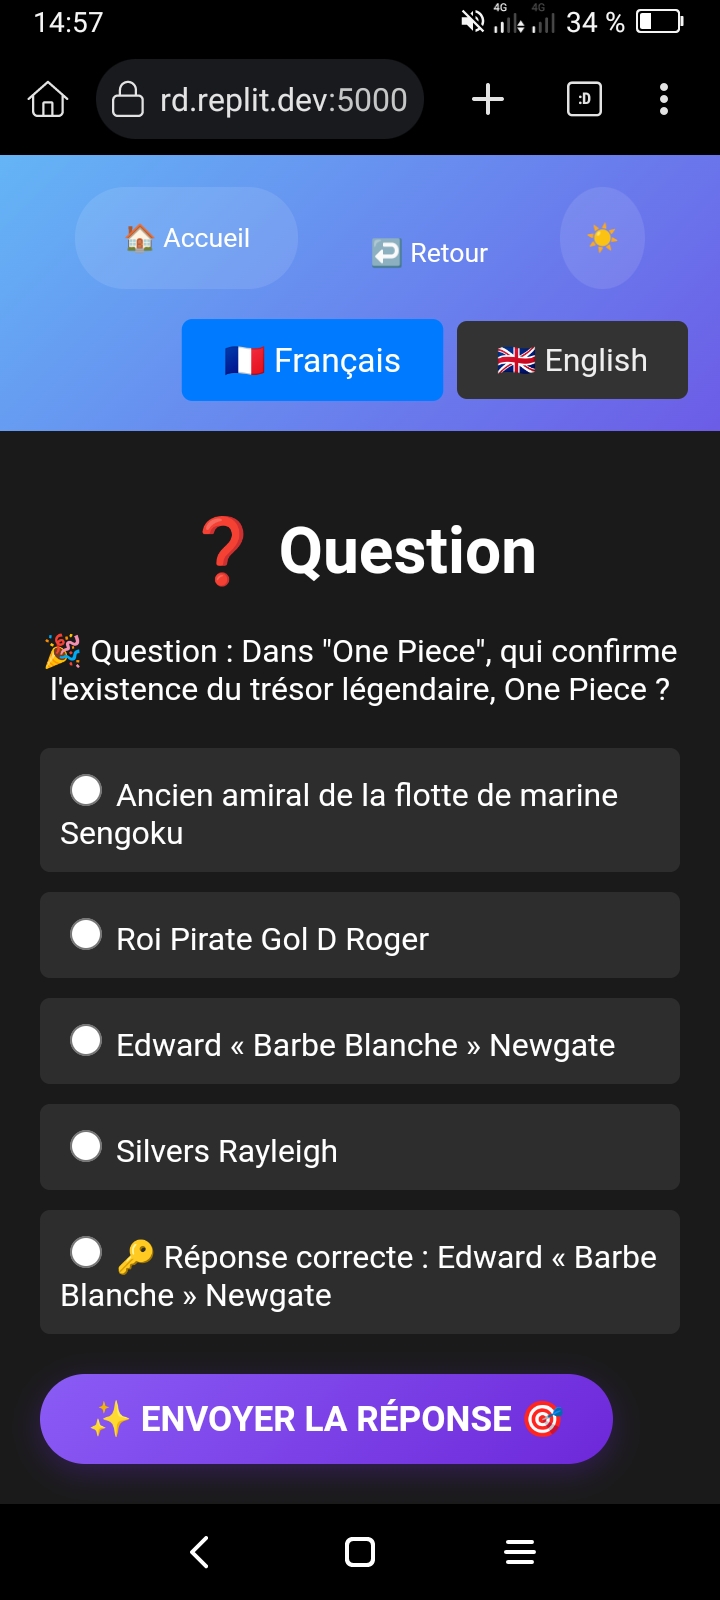 14:57
4G
4G
34 %
rd.replit.dev:5000
:D
🏠 Accueil
↩️ Retour
☀️
🇫🇷 Français
🇬🇧 English
❓ Question
🎉 Question : Dans "One Piece", qui confirme
l'existence du trésor légendaire, One Piece ?
Ancien amiral de la flotte de marine
Sengoku
Roi Pirate Gol D Roger
Edward « Barbe Blanche » Newgate
Silvers Rayleigh
🔑 Réponse correcte : Edward « Barbe
Blanche » Newgate
✨ ENVOYER LA RÉPONSE 🎯